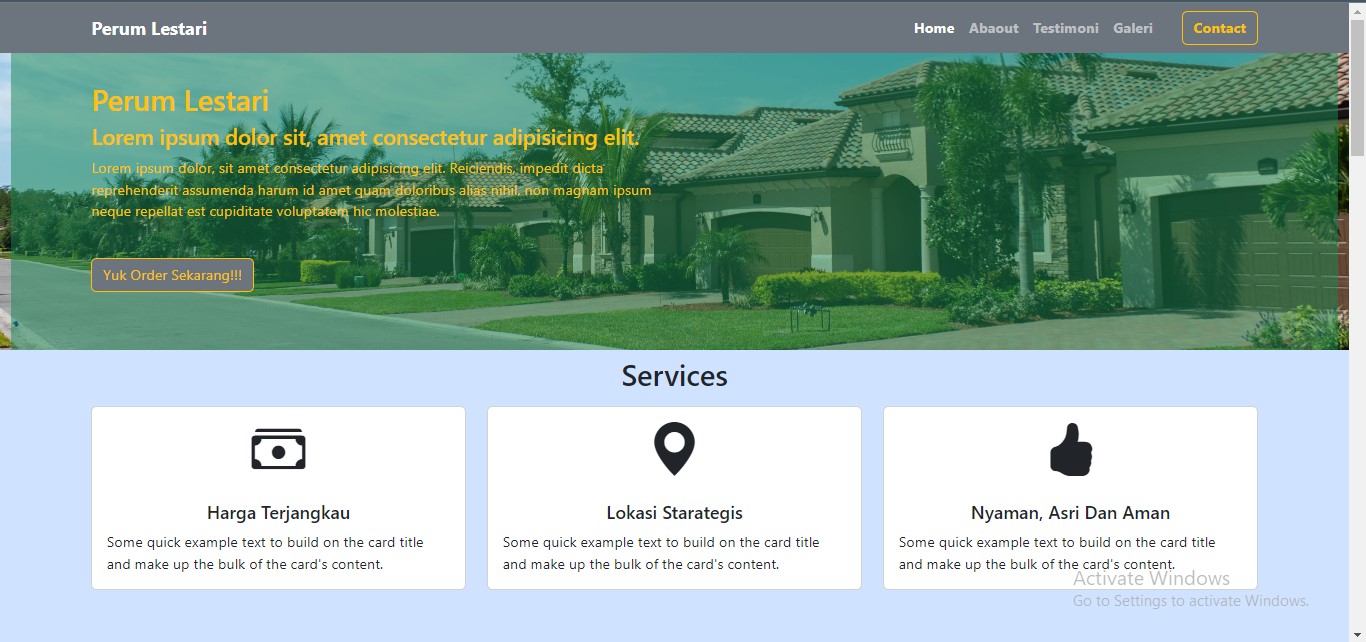 Perum Lestari
Home Abaout Testimoni Galeri Contact
Perum Lestari
Lorem ipsum dolor sit, amet consectetur adipisicing elit.
Lorem ipsum dolor, sit amet consectetur adipisicing elit. Reiciendis, impedit dicta
reprehenderit assumenda harum id amet quam doloribus alias nihil, non magnam ipsum
neque repellat est cupiditate voluptatem hic molestiae.
Yuk Order Sekarang!!!
Services
Harga Terjangkau
Some quick example text to build on the card title
and make up the bulk of the card's content.
Lokasi Starategis
Some quick example text to build on the card title
and make up the bulk of the card's content.
Nyaman, Asri Dan Aman
Some quick example text to build on the card title
and make up the bulk of the card's content.
Activate Windows
Go to Settings to activate Windows.